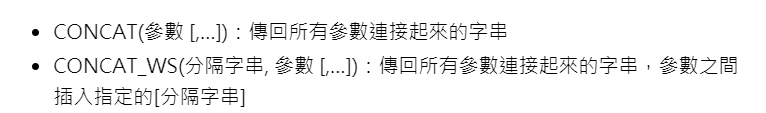 • CONCAT(參數 [,...])：傳回所有參數連接起來的字串
• CONCAT_WS(分隔字串, 參數 [,...])：傳回所有參數連接起來的字串，參數之間
插入指定的[分隔字串]